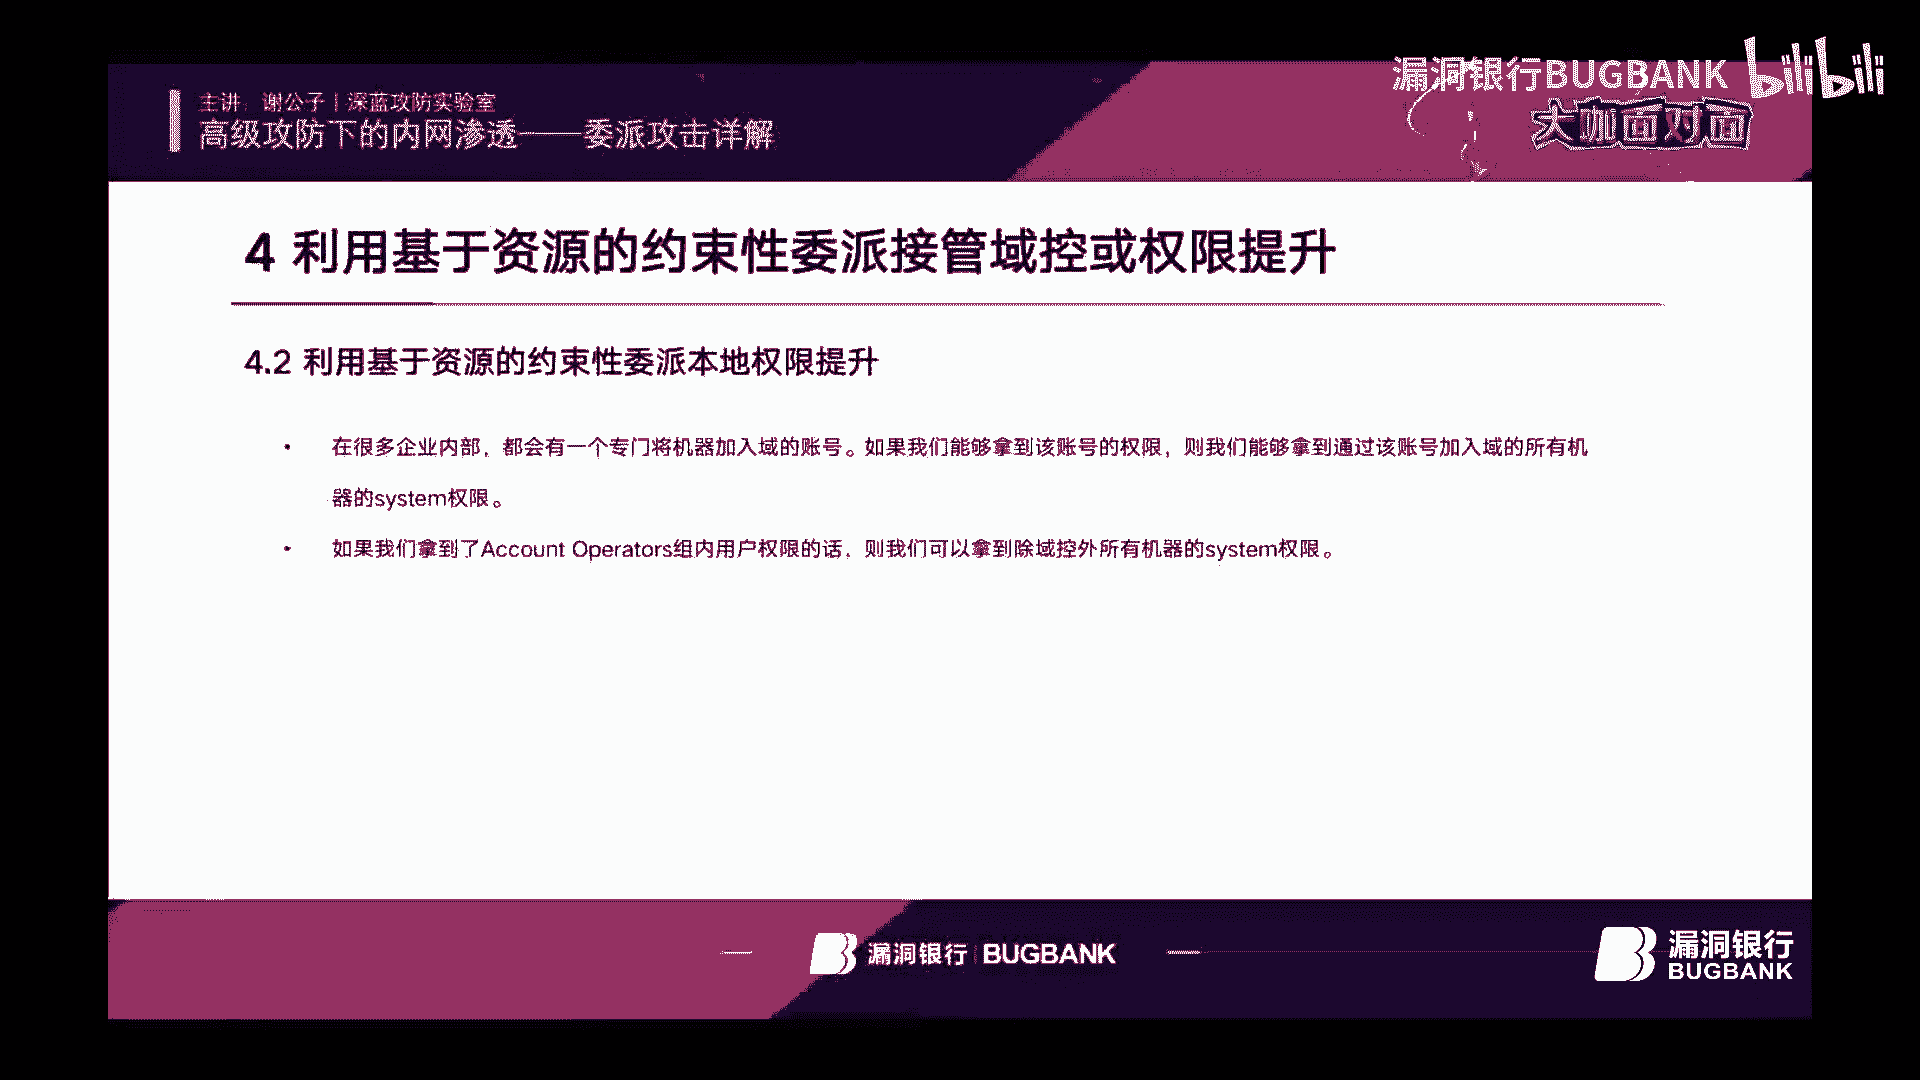 漏洞银行BUGBANK bilibili
主讲：谢公子 | 深蓝攻防实验室
高级攻防下的内网渗透——委派攻击详解
大咖面对面
4 利用基于资源的约束性委派接管域控或权限提升
4.2 利用基于资源的约束性委派本地权限提升
• 在很多企业内部，都会有一个专门将机器加入域的账号。如果我们能够拿到该账号的权限，则我们能够拿到通过该账号加入域的所有机
器的system权限。
• 如果我们拿到了Account Operators组内用户权限的话，则我们可以拿到除域控外所有机器的system权限。
漏洞银行 | BUGBANK
漏洞银行
BUGBANK